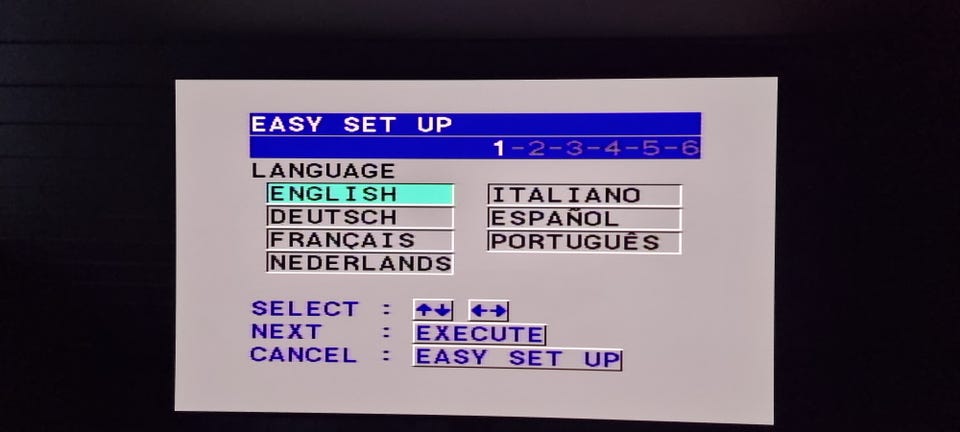 EASY SET UP
1-2-3-4-5-6
LANGUAGE
ENGLISH ITALIANO
DEUTSCH ESPAÑOL
FRANÇAIS PORTUGUÊS
NEDERLANDS
SELECT : ↑↓ ←→
NEXT : EXECUTE
CANCEL : EASY SET UP